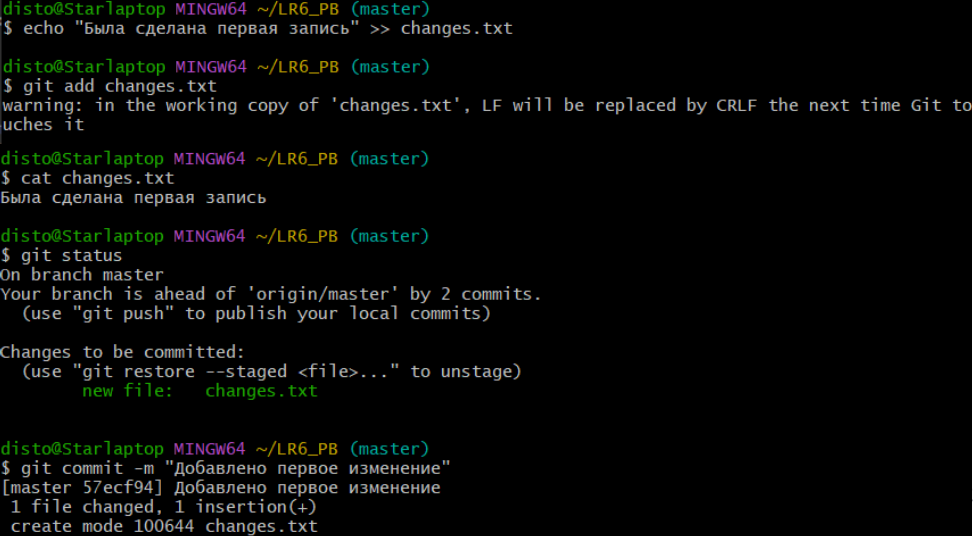 disto@Starlaptop MINGW64 ~/LR6_PB (master)
$ echo "Была сделана первая запись" >> changes.txt
disto@Starlaptop MINGW64 ~/LR6_PB (master)
$ git add changes.txt
warning: in the working copy of 'changes.txt', LF will be replaced by CRLF the next time Git to
uches it
disto@Starlaptop MINGW64 ~/LR6_PB (master)
$ cat changes.txt
Была сделана первая запись
disto@Starlaptop MINGW64 ~/LR6_PB (master)
$ git status
On branch master
Your branch is ahead of 'origin/master' by 2 commits.
  (use "git push" to publish your local commits)
Changes to be committed:
  (use "git restore --staged <file>..." to unstage)
        new file:   changes.txt
disto@Starlaptop MINGW64 ~/LR6_PB (master)
$ git commit -m "Добавлено первое изменение"
[master 57ecf94] Добавлено первое изменение
 1 file changed, 1 insertion(+)
 create mode 100644 changes.txt